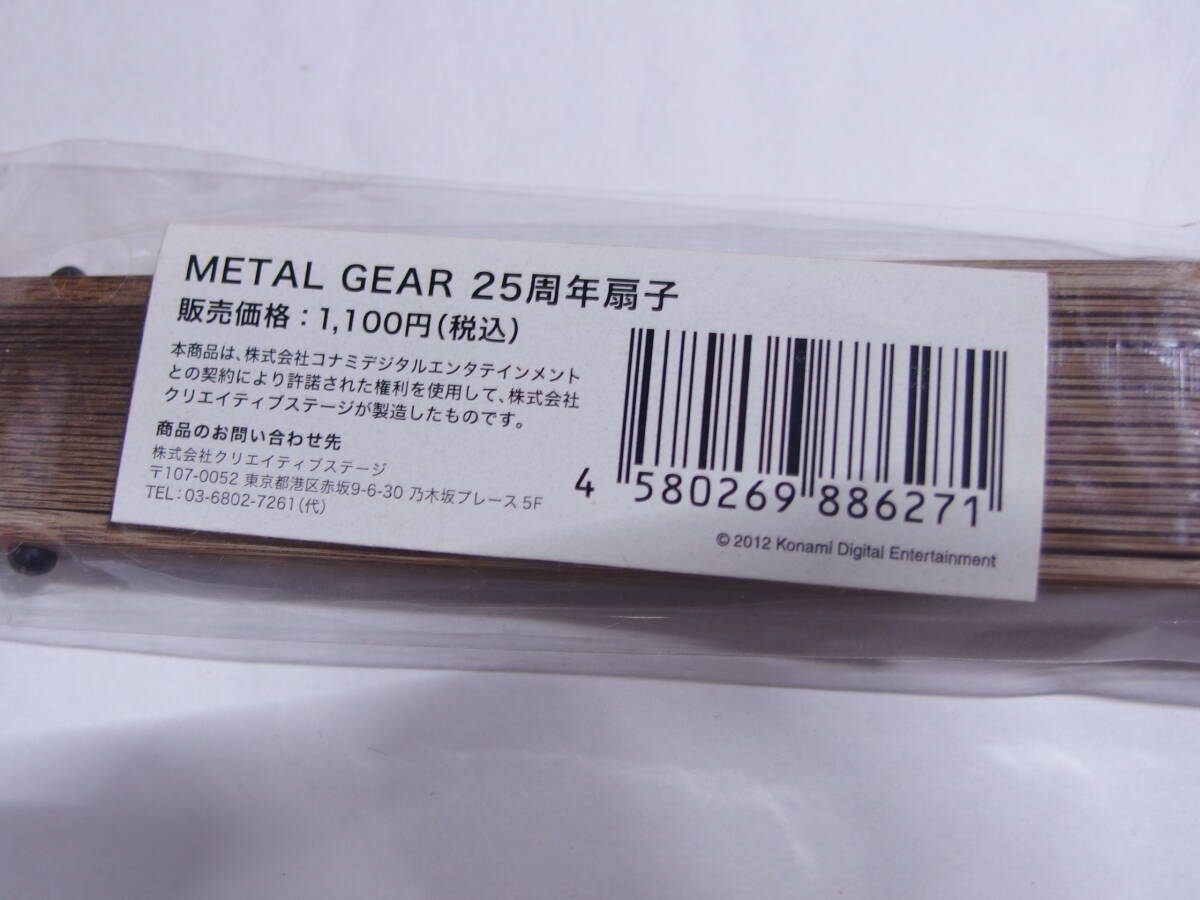 METAL GEAR 25周年扇子
販売価格：1,100円(税込)
本商品は、株式会社コナミデジタルエンタテインメント
との契約により許諾された権利を使用して、株式会社
クリエイティブステージが製造したものです。
商品のお問い合わせ先
株式会社クリエイティブステージ
〒107-0052 東京都港区赤坂9-6-30 乃木坂プレース 5F
TEL：03-6802-7261(代)
4 580269 886271
© 2012 Konami Digital Entertainment